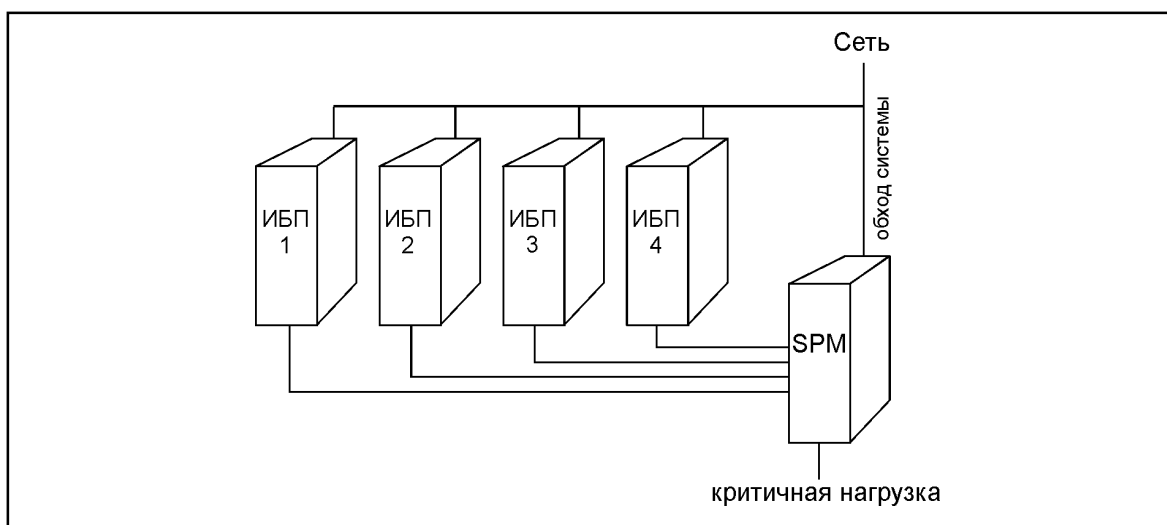 Сеть
обход системы
ИБП
1
ИБП
2
ИБП
3
ИБП
4
SPM
критичная нагрузка